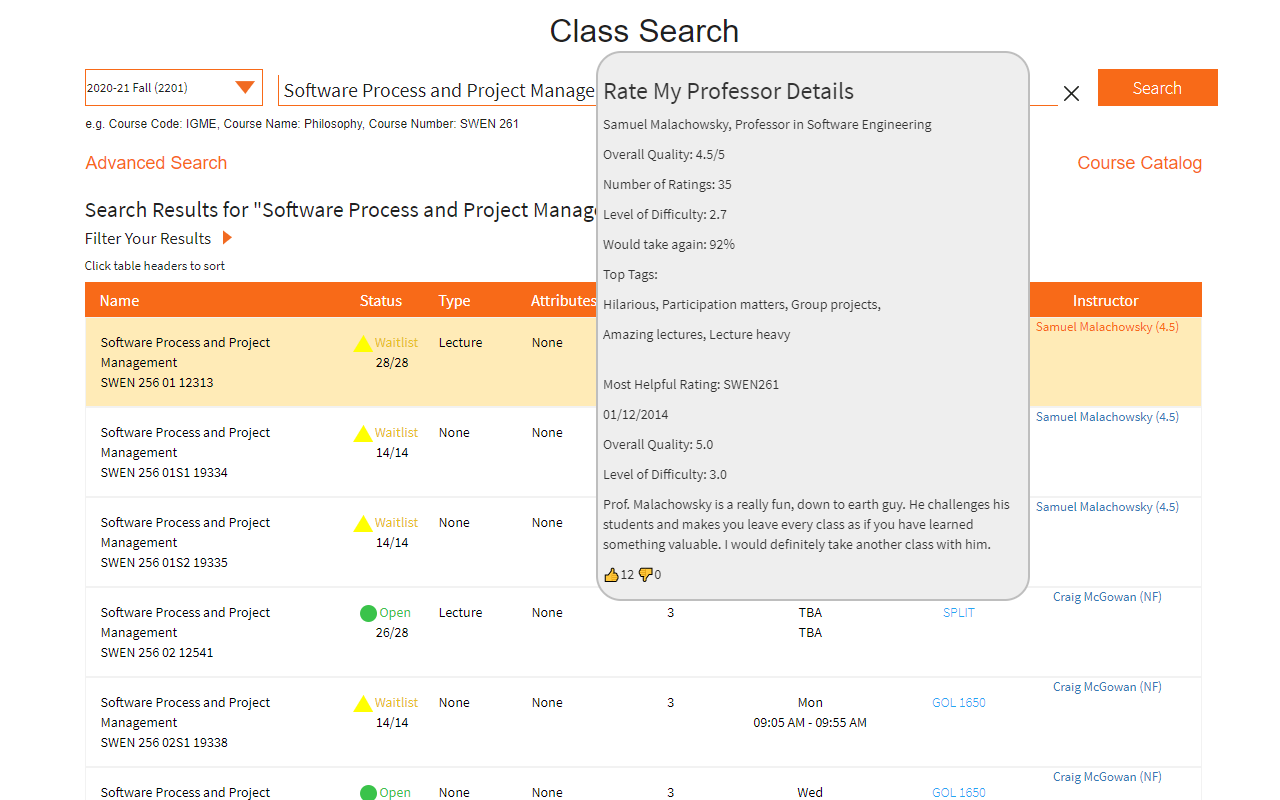 Class Search
2020-21 Fall (2201)
Software Process and Project Manage
Search
e.g. Course Code: IGME, Course Name: Philosophy, Course Number: SWEN 261
Advanced Search
Course Catalog
Search Results for "Software Process and Project Manag
Filter Your Results
Click table headers to sort
Rate My Professor Details
Samuel Malachowsky, Professor in Software Engineering
Overall Quality: 4.5/5
Number of Ratings: 35
Level of Difficulty: 2.7
Would take again: 92%
Top Tags:
Hilarious, Participation matters, Group projects,
Amazing lectures, Lecture heavy
Most Helpful Rating: SWEN261
01/12/2014
Overall Quality: 5.0
Level of Difficulty: 3.0
Prof. Malachowsky is a really fun, down to earth guy. He challenges his
students and makes you leave every class as if you have learned
something valuable. I would definitely take another class with him.
12 0
Name Status Type Attributes Instructor
Samuel Malachowsky (4.5)
Software Process and Project Waitlist Lecture None
Management 28/28
SWEN 256 01 12313
Samuel Malachowsky (4.5)
Software Process and Project Waitlist None None
Management 14/14
SWEN 256 01S1 19334
Samuel Malachowsky (4.5)
Software Process and Project Waitlist None None
Management 14/14
SWEN 256 01S2 19335
Craig McGowan (NF)
Software Process and Project Open Lecture None 3 TBA SPLIT
Management 26/28 TBA
SWEN 256 02 12541
Craig McGowan (NF)
Software Process and Project Waitlist None None 3 Mon GOL 1650
Management 14/14 09:05 AM - 09:55 AM
SWEN 256 02S1 19338
Craig McGowan (NF)
Software Process and Project Open None None 3 Wed GOL 1650